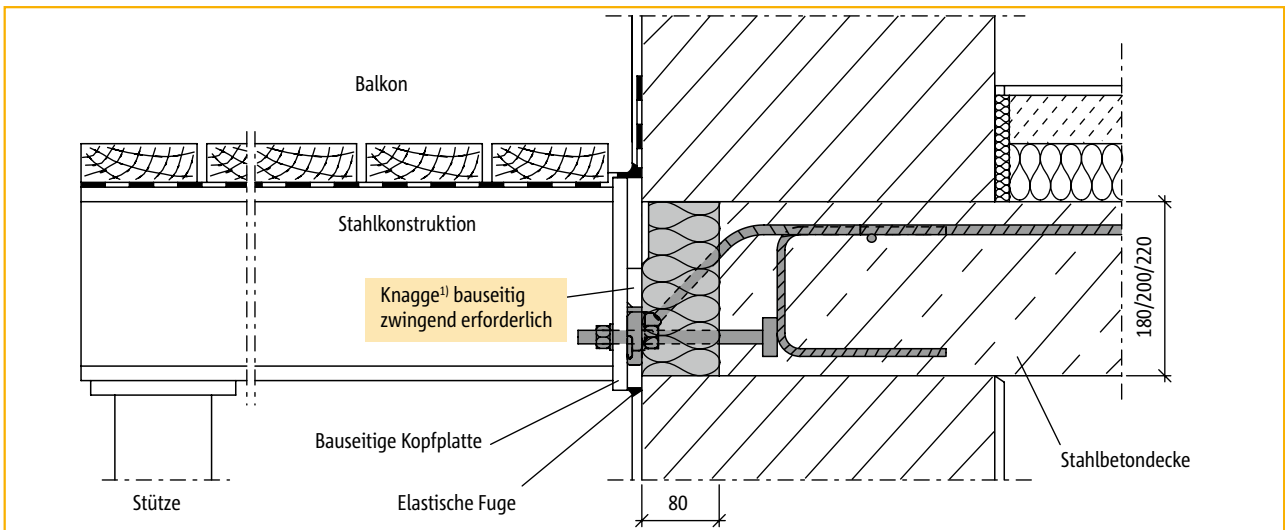 Balkon
Stahlkonstruktion
Knagge¹⁾ bauseitig
zwingend erforderlich
180/200/220
Bauseitige Kopfplatte
Stahlbetondecke
Stütze
Elastische Fuge
80